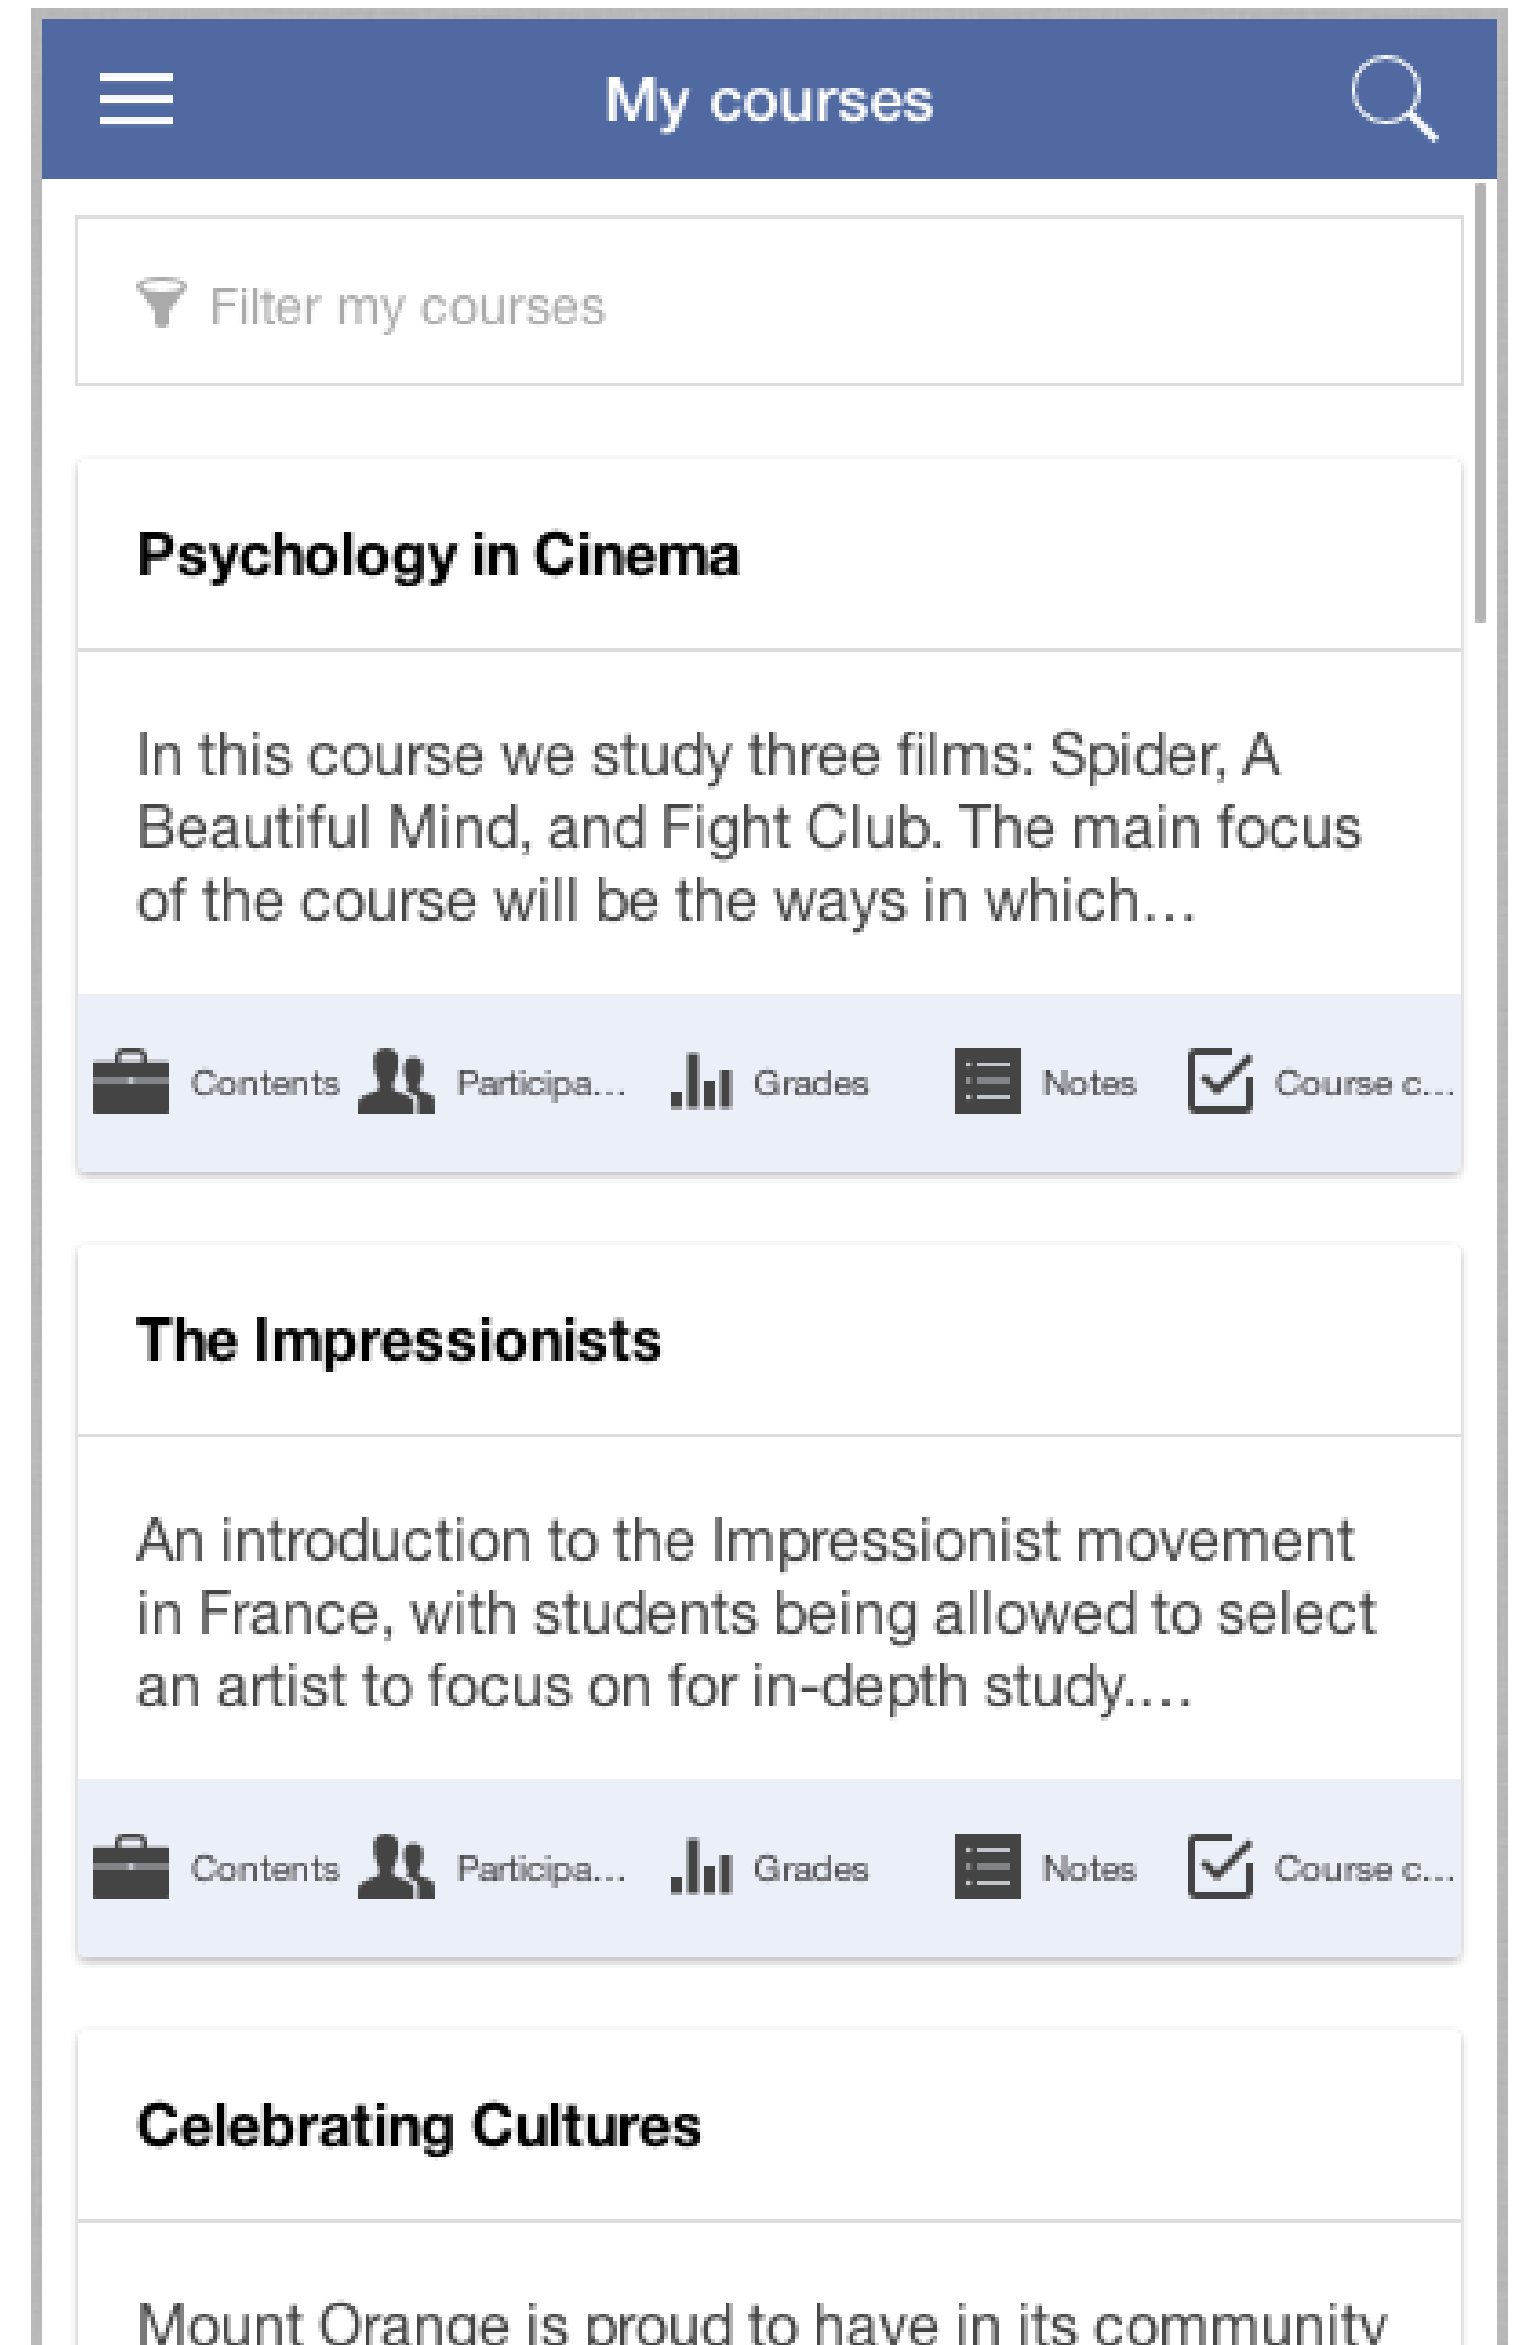 My courses
Filter my courses
Psychology in Cinema
In this course we study three films: Spider, A
Beautiful Mind, and Fight Club. The main focus
of the course will be the ways in which...
Contents Participa... Grades Notes Course c...
The Impressionists
An introduction to the Impressionist movement
in France, with students being allowed to select
an artist to focus on for in-depth study....
Contents Participa... Grades Notes Course c...
Celebrating Cultures
Mount Orange is proud to have in its community